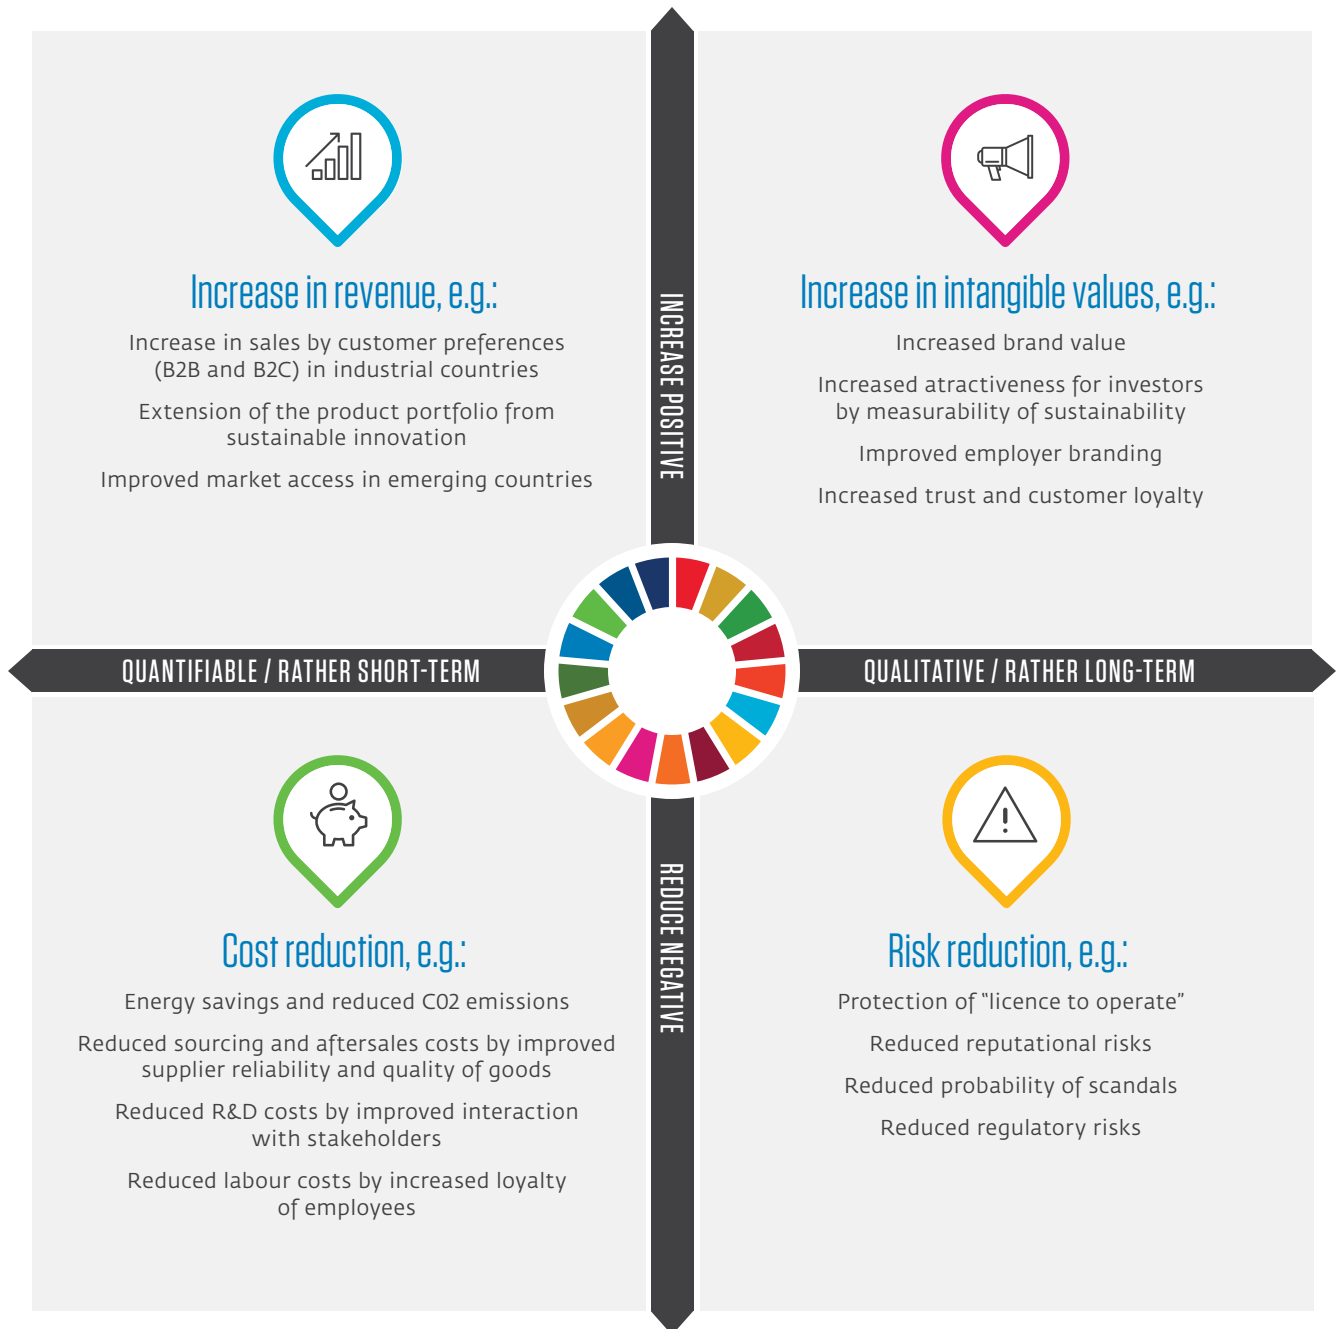 Increase in revenue, e.g.:
Increase in sales by customer preferences
(B2B and B2C) in industrial countries
Extension of the product portfolio from
sustainable innovation
Improved market access in emerging countries
INCREASE POSITIVE
Increase in intangible values, e.g.:
Increased brand value
Increased atractiveness for investors
by measurability of sustainability
Improved employer branding
Increased trust and customer loyalty
QUANTIFIABLE / RATHER SHORT-TERM
QUALITATIVE / RATHER LONG-TERM
Cost reduction, e.g.:
Energy savings and reduced C02 emissions
Reduced sourcing and aftersales costs by improved
supplier reliability and quality of goods
Reduced R&D costs by improved interaction
with stakeholders
Reduced labour costs by increased loyalty
of employees
REDUCE NEGATIVE
Risk reduction, e.g.:
Protection of “licence to operate”
Reduced reputational risks
Reduced probability of scandals
Reduced regulatory risks